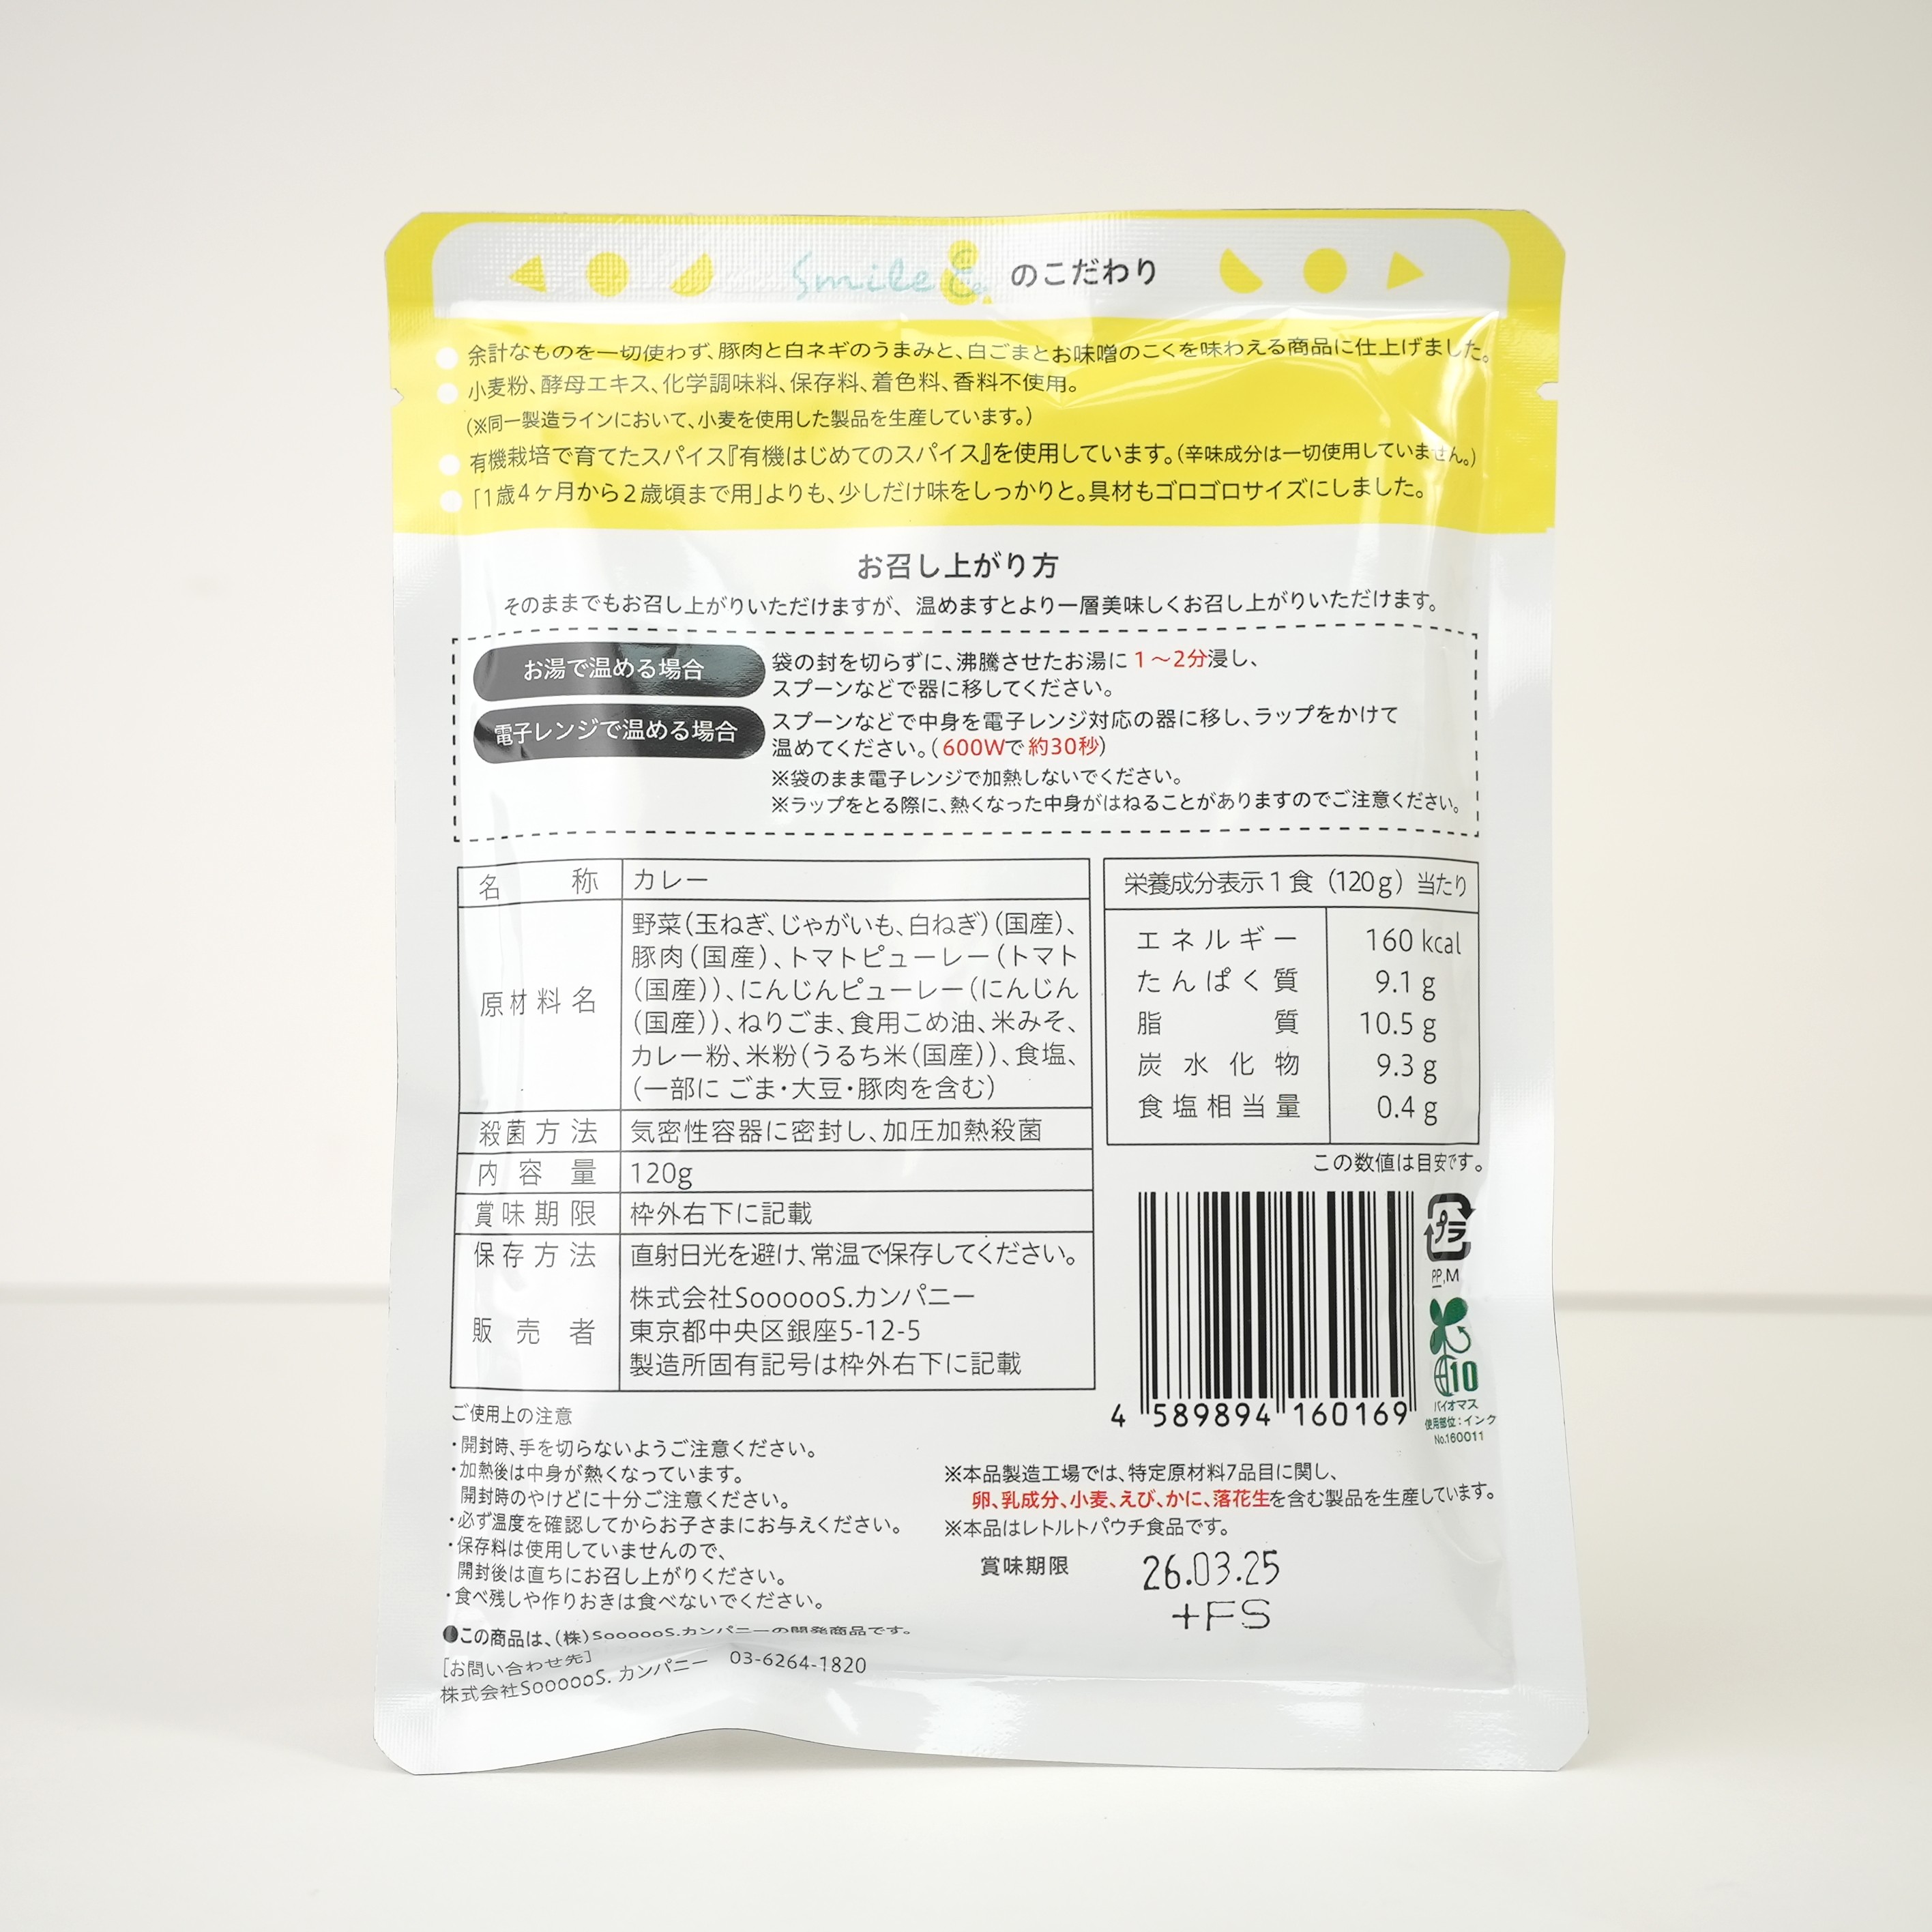 Smile &. のこだわり
余計なものを一切使わず、豚肉と白ネギのうまみと、白ごまとお味噌のこくを味わえる商品に仕上げました。
小麦粉、酵母エキス、化学調味料、保存料、着色料、香料不使用。
(※同一製造ラインにおいて、小麦を使用した製品を生産しています。)
有機栽培で育てたスパイス『有機はじめてのスパイス』を使用しています。(辛味成分は一切使用していません。)
「1歳4ヶ月から2歳頃まで用」よりも、少しだけ味をしっかりと。具材もゴロゴロサイズにしました。
お召し上がり方
そのままでもお召し上がりいただけますが、温めますとより一層美味しくお召し上がりいただけます。
お湯で温める場合
袋の封を切らずに、沸騰させたお湯に1〜2分浸し、
スプーンなどで器に移してください。
電子レンジで温める場合
スプーンなどで中身を電子レンジ対応の器に移し、ラップをかけて
温めてください。(600Wで約30秒)
※袋のまま電子レンジで加熱しないでください。
※ラップをとる際に、熱くなった中身がはねることがありますのでご注意ください。
名称 カレー
原材料名
野菜(玉ねぎ、じゃがいも、白ねぎ)(国産)、
豚肉(国産)、トマトピューレー(トマト
(国産))、にんじんピューレー(にんじん
(国産))、ねりごま、食用こめ油、米みそ、
カレー粉、米粉(うるち米(国産))、食塩、
(一部に ごま・大豆・豚肉を含む)
殺菌方法 気密性容器に密封し、加圧加熱殺菌
内容量 120g
賞味期限 枠外右下に記載
保存方法 直射日光を避け、常温で保存してください。
販売者
株式会社SoooooS.カンパニー
東京都中央区銀座5-12-5
製造所固有記号は枠外右下に記載
栄養成分表示1食(120g)当たり
エネルギー 160 kcal
たんぱく質 9.1 g
脂質 10.5 g
炭水化物 9.3 g
食塩相当量 0.4 g
この数値は目安です。
プラ
PP,M
10
バイオマス
使用部位：インク
No.160011
4 589894 160169
ご使用上の注意
・開封時、手を切らないようご注意ください。
・加熱後は中身が熱くなっています。
開封時のやけどに十分ご注意ください。
・必ず温度を確認してからお子さまにお与えください。
・保存料は使用していませんので、
開封後は直ちにお召し上がりください。
・食べ残しや作りおきは食べないでください。
●この商品は、(株)SoooooS.カンパニーの開発商品です。
[お問い合わせ先]
株式会社SoooooS. カンパニー 03-6264-1820
※本品製造工場では、特定原材料7品目に関し、
卵、乳成分、小麦、えび、かに、落花生を含む製品を生産しています。
※本品はレトルトパウチ食品です。
賞味期限 26.03.25
+FS